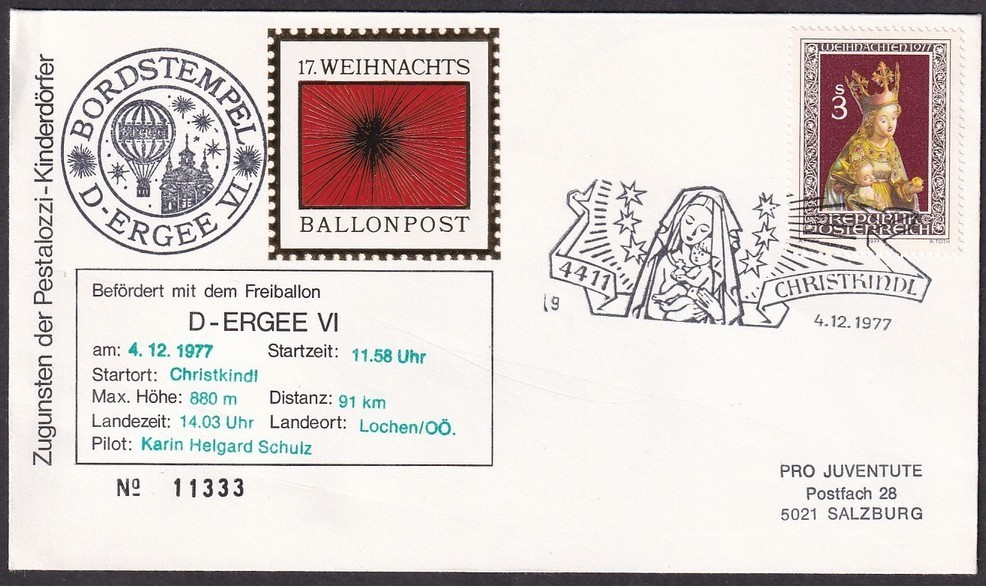 Zugunsten der Pestalozzi-Kinderdörfer
BORDSTEMPEL
D-ERGEE VI
17. WEIHNACHTS
BALLONPOST
WEIHNACHTEN 1977
S
3
REPUBLIK
ÖSTERREICH
1977
4411
CHRISTKINDL
9
4.12.1977
Befördert mit dem Freiballon
D-ERGEE VI
am: 4. 12. 1977 Startzeit: 11.58 Uhr
Startort: Christkindl
Max. Höhe: 880 m Distanz: 91 km
Landezeit: 14.03 Uhr Landeort: Lochen/OÖ.
Pilot: Karin Helgard Schulz
Nº 11333
PRO JUVENTUTE
Postfach 28
5021 SALZBURG